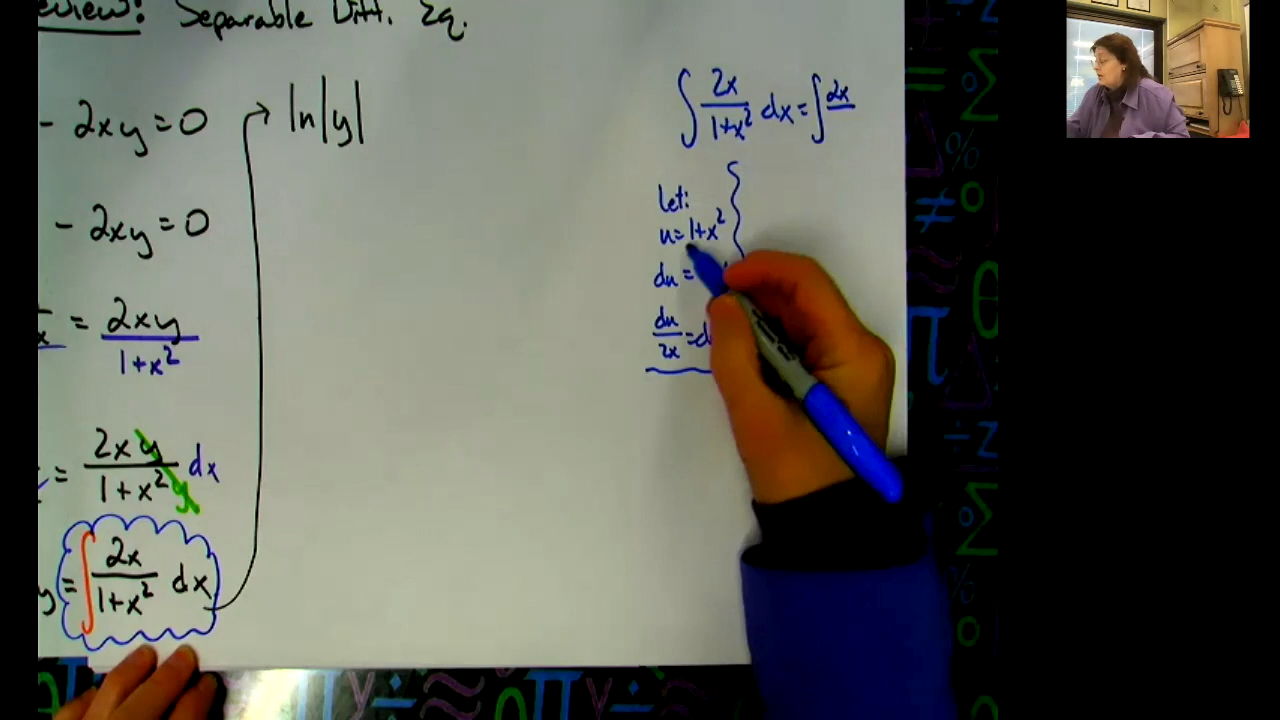 eview: Separable Diff. Eq.
- 2xy = 0
- 2xy = 0
= 2xy / 1+x²
= 2xy / 1+x² y dx
y = ∫ 2x / 1+x² dx
ln|y|
∫ 2x / 1+x² dx = ∫ 2x
Let:
u = 1+x²
du =
du / 2x = d